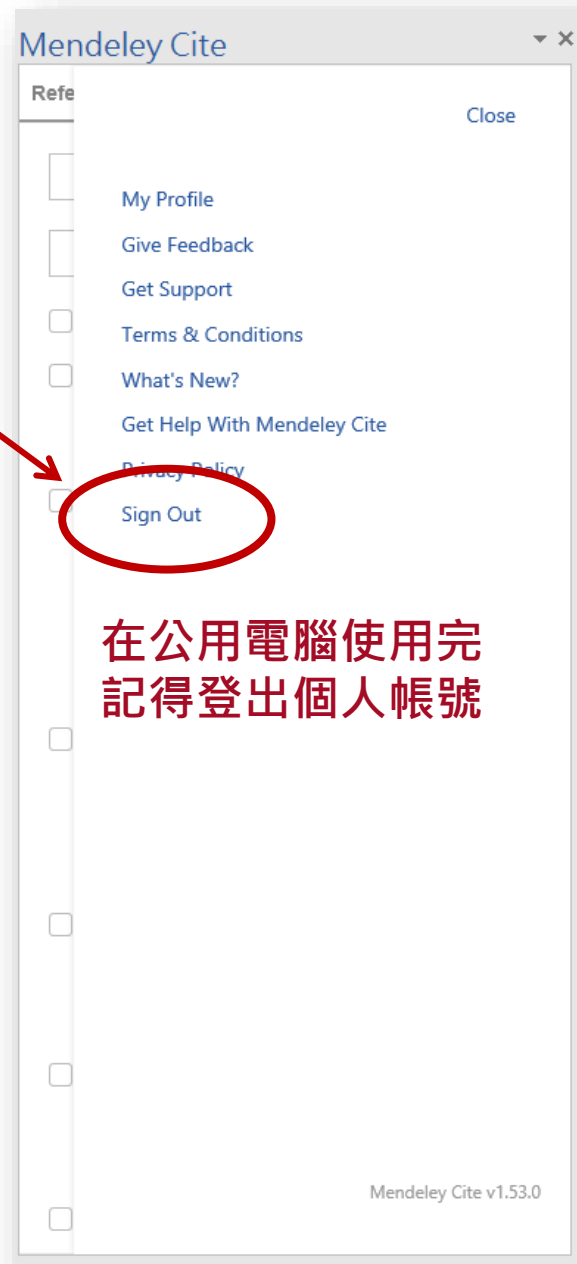 Mendeley Cite
Refe
Close
My Profile
Give Feedback
Get Support
Terms & Conditions
What's New?
Get Help With Mendeley Cite
Privacy Policy
Sign Out
在公用電腦使用完
記得登出個人帳號
Mendeley Cite v1.53.0